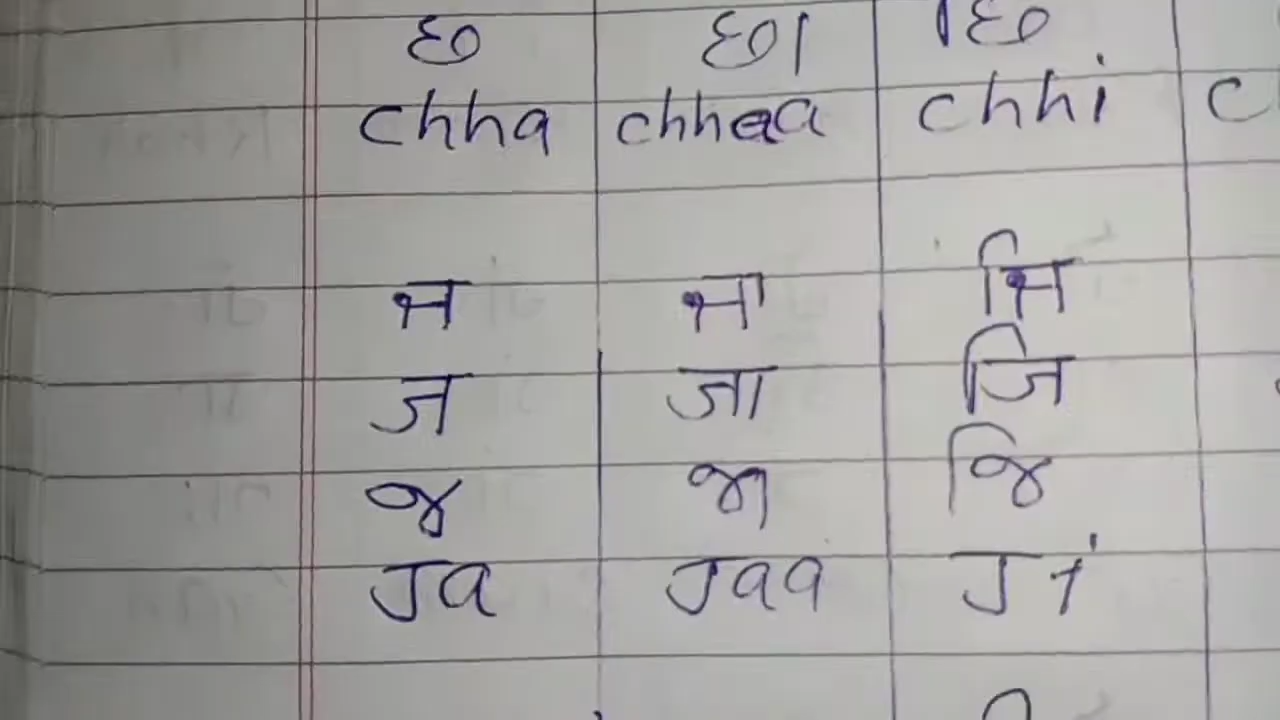 છ છા છિ
chha chhaa chhi C
ज जा जि
જ જા જિ
Ja Jaa Ji